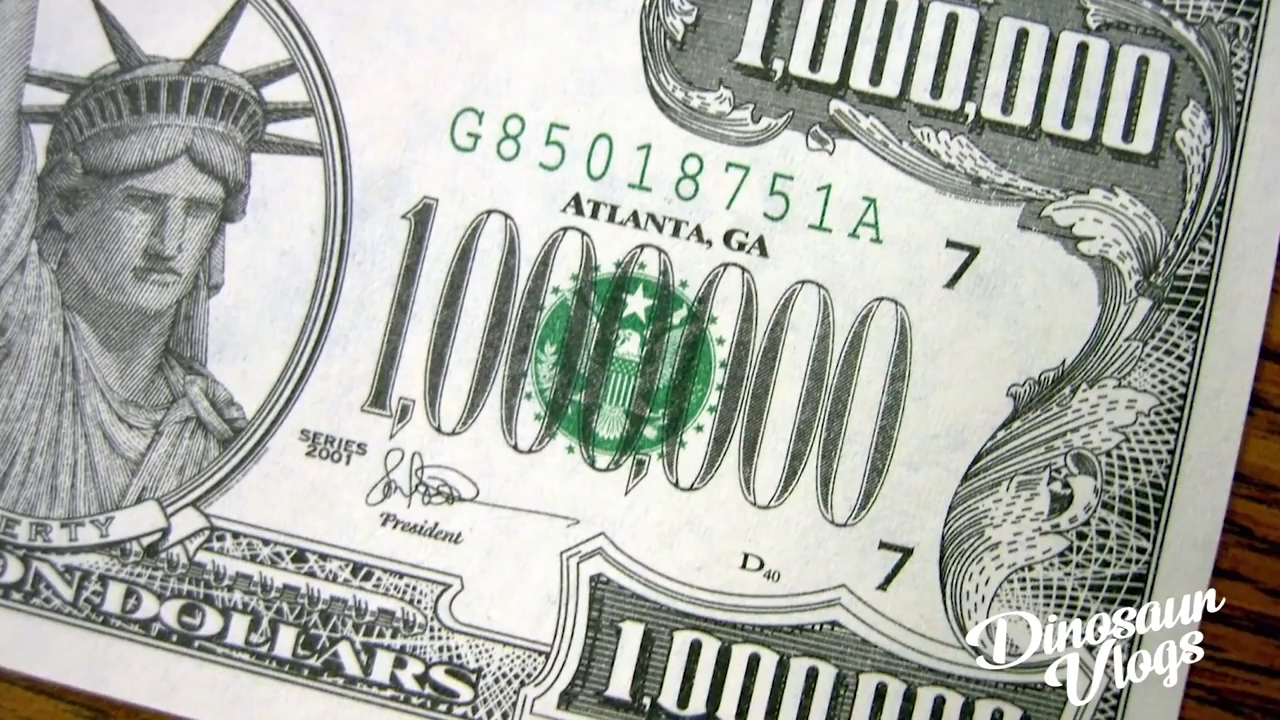 1,000,000
G85018751A
ATLANTA, GA
7
1,000,000
SERIES
2001
President
D40
7
ERTY
ON DOLLARS
1,000,000
Dinosaur
Vlogs